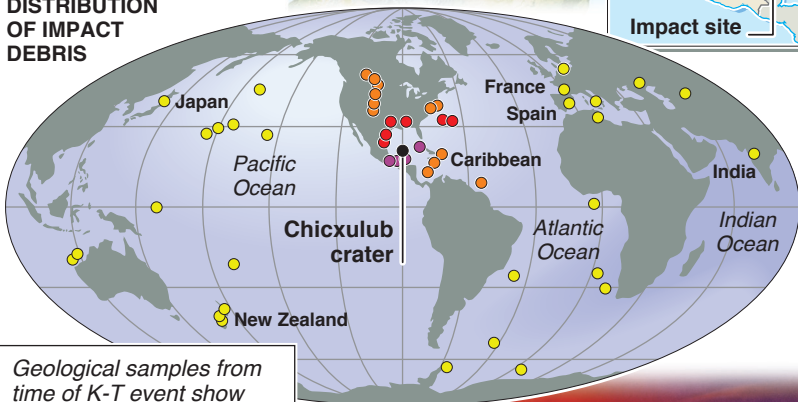 DISTRIBUTION
OF IMPACT
DEBRIS
Impact site
France
Spain
Japan
Pacific
Ocean
Caribbean
India
Chicxulub
crater
Atlantic
Ocean
Indian
Ocean
New Zealand
Geological samples from
time of K-T event show